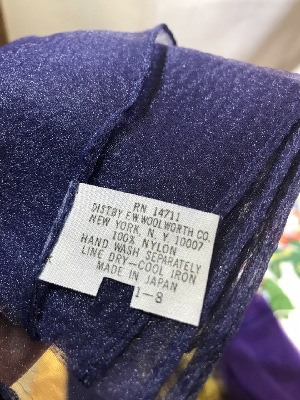 RN 14711
DIST.BY F.W. WOOLWORTH CO.
NEW YORK, N. Y. 10007
100% NYLON
HAND WASH SEPARATELY
LINE DRY-COOL IRON
MADE IN JAPAN
1-8